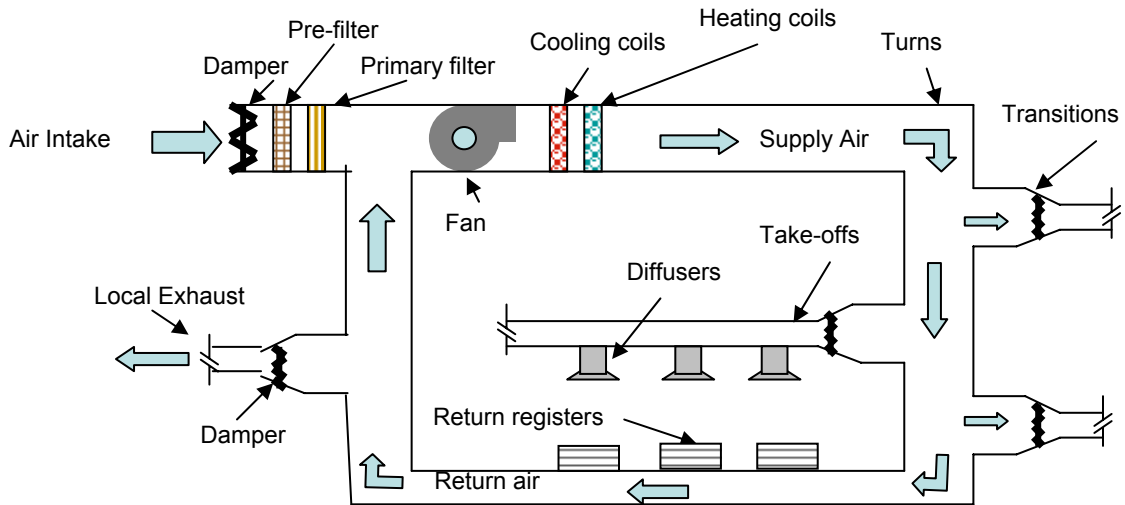 Heating coils
Pre-filter
Cooling coils
Turns
Damper
Primary filter
Transitions
Air Intake
Supply Air
Fan
Take-offs
Diffusers
Local Exhaust
Return registers
Damper
Return air